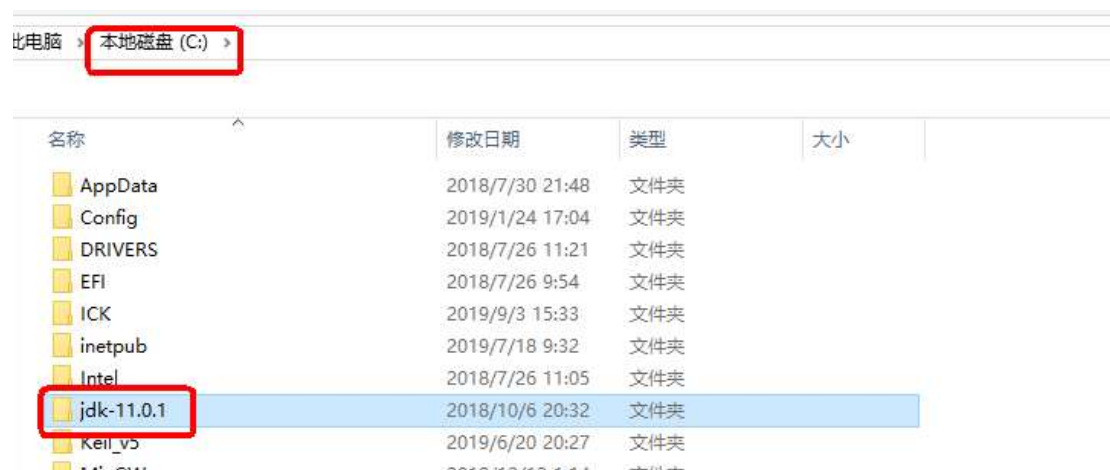 此电脑 › 本地磁盘 (C:) ›
名称 修改日期 类型 大小
AppData 2018/7/30 21:48 文件夹
Config 2019/1/24 17:04 文件夹
DRIVERS 2018/7/26 11:21 文件夹
EFI 2018/7/26 9:54 文件夹
ICK 2019/9/3 15:33 文件夹
inetpub 2019/7/18 9:32 文件夹
Intel 2018/7/26 11:05 文件夹
jdk-11.0.1 2018/10/6 20:32 文件夹
Keil_v5 2019/6/20 20:27 文件夹